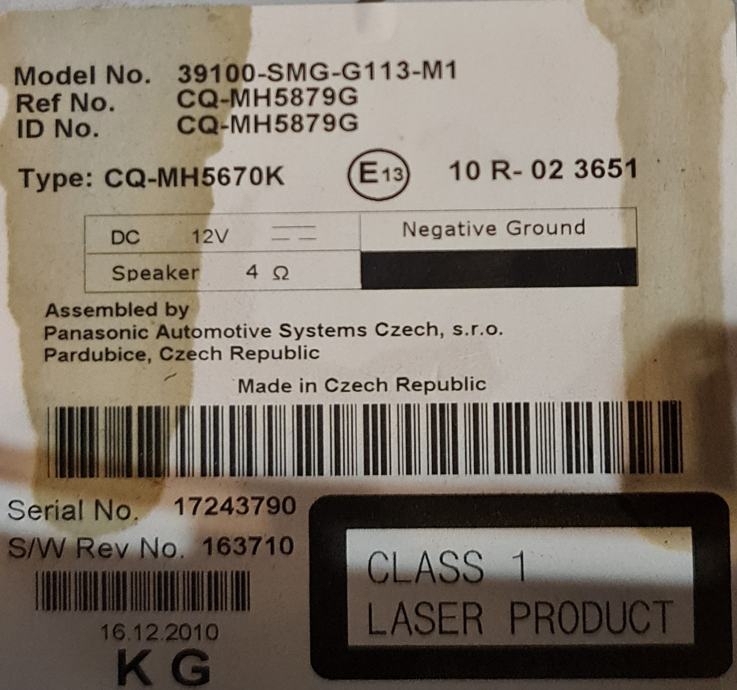 Model No. 39100-SMG-G113-M1
Ref No. CQ-MH5879G
ID No. CQ-MH5879G
Type: CQ-MH5670K E13 10 R- 02 3651
DC 12V Negative Ground
Speaker 4 Ω
Assembled by
Panasonic Automotive Systems Czech, s.r.o.
Pardubice, Czech Republic
Made in Czech Republic
Serial No. 17243790
S/W Rev No. 163710
16.12.2010
KG
CLASS 1
LASER PRODUCT